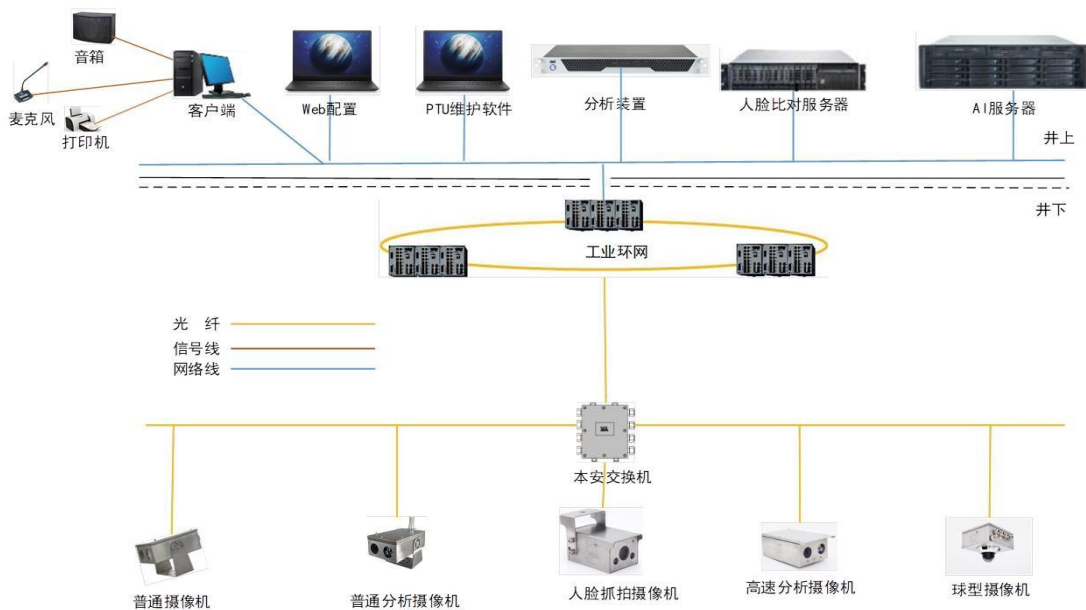 音箱
麦克风
打印机
客户端
Web配置
PTU维护软件
分析装置
人脸比对服务器
AI服务器
井上
井下
工业环网
光 纤
信号线
网络线
本安交换机
普通摄像机
普通分析摄像机
人脸抓拍摄像机
高速分析摄像机
球型摄像机